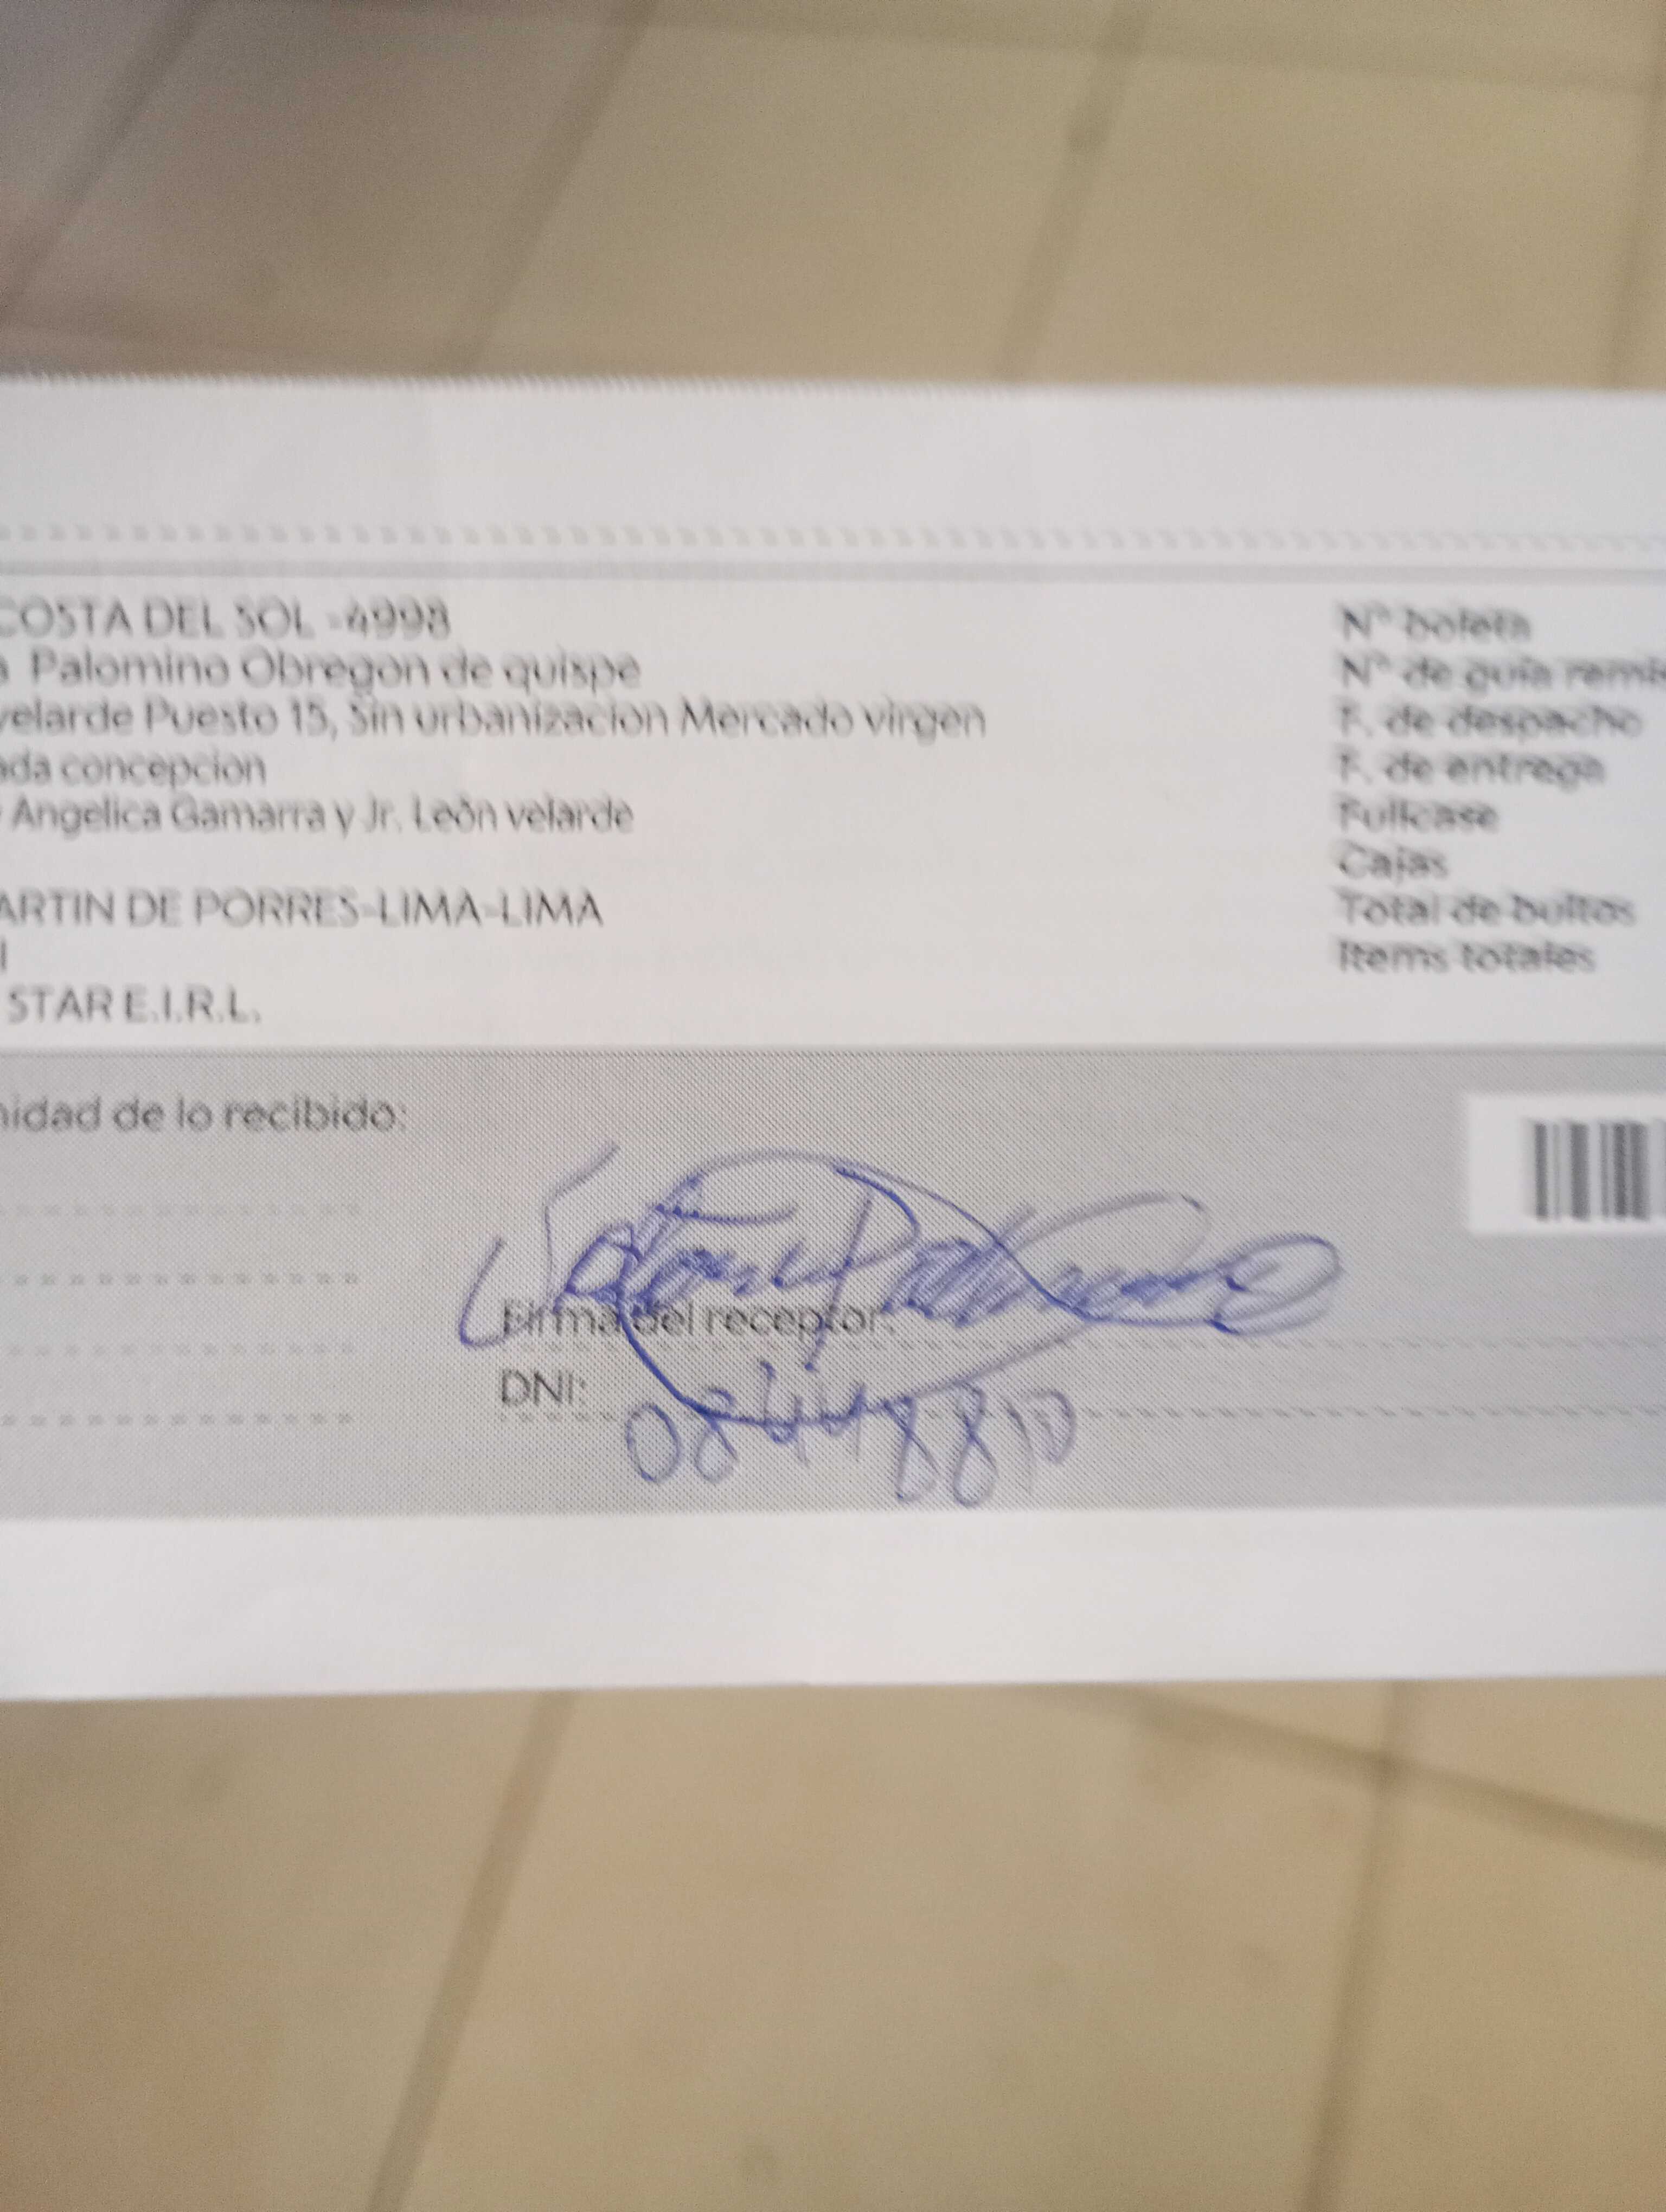 COSTA DEL SOL -4998
Palomino Obregon de quispe
velarde Puesto 15, Sin urbanizacion Mercado virgen
ada concepcion
Angelica Gamarra y Jr. León velarde
ARTIN DE PORRES-LIMA-LIMA
STAR E.I.R.L.
N° boleta
N° de guía remis
F. de despacho
F. de entrega
Fullcase
Cajas
Total de bultos
Items totales
nidad de lo recibido:
Firma del receptor:
DNI:
08448810